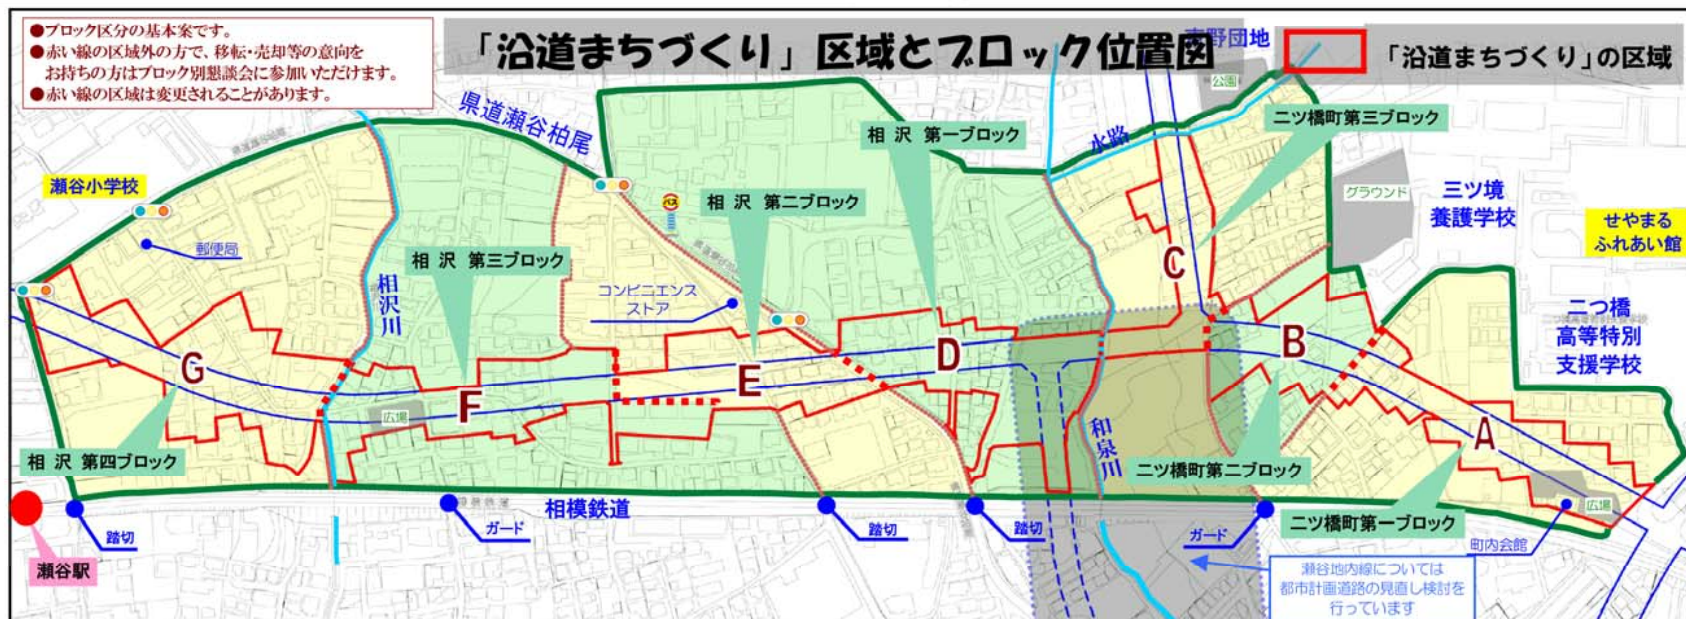 ●ブロック区分の基本案です。
●赤い線の区域外の方で、移転・売却等の意向を
お持ちの方はブロック別懇談会に参加いただけます。
●赤い線の区域は変更されることがあります。
「沿道まちづくり」区域とブロック位置図
「沿道まちづくり」の区域
公園
県道瀬谷柏尾
相沢 第一ブロック
水路
二ツ橋町第三ブロック
瀬谷小学校
郵便局
バス
相沢 第二ブロック
グラウンド
三ツ境
養護学校
せやまる
ふれあい館
相沢 第三ブロック
相沢川
コンビニエンス
ストア
二つ橋
高等特別
支援学校
C
B
D
E
G
F
A
広場
相沢 第四ブロック
和泉川
二ツ橋町第二ブロック
二ツ橋町第一ブロック
広場
町内会館
相模鉄道
踏切
ガード
踏切
踏切
ガード
瀬谷駅
瀬谷地内線については
都市計画道路の見直し検討を
行っています